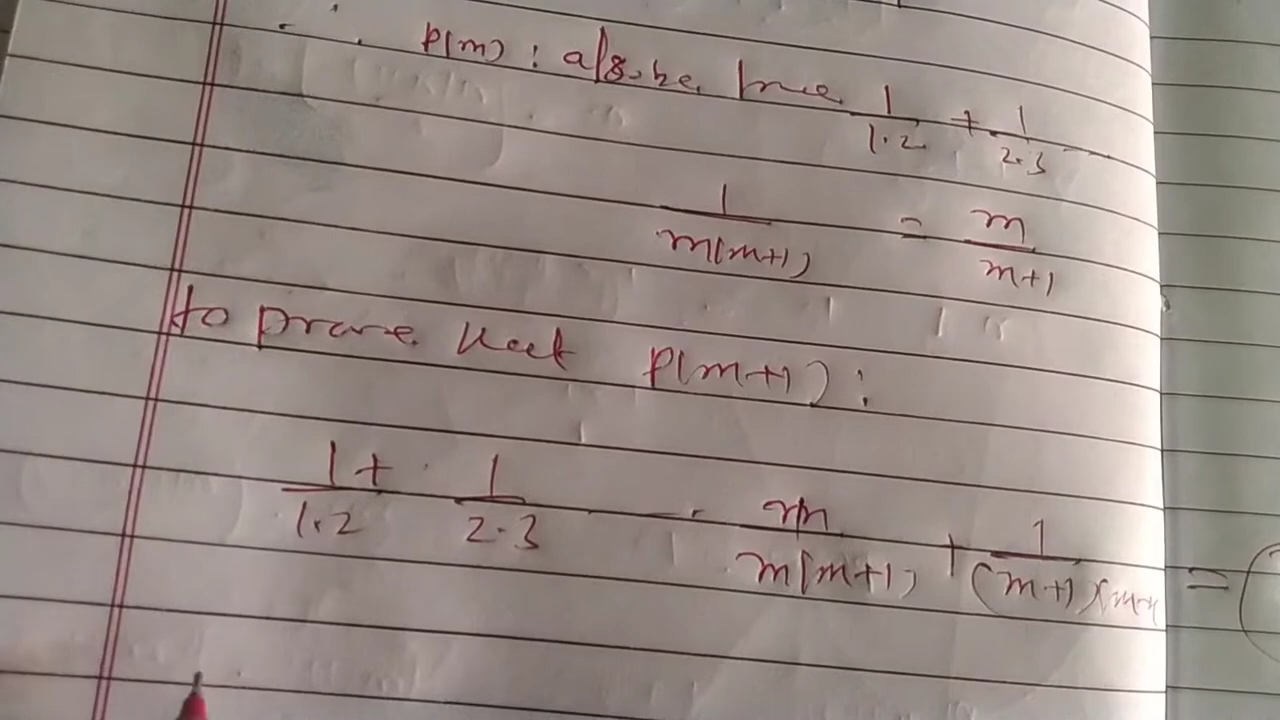 ∴ P(m) : also be true 1/1.2 + 1/2.3 ---
1/m(m+1) = m/m+1
to prove that P(m+1) :
1/1.2 + 1/2.3 --- m/m(m+1) + 1/(m+1)(m+ =